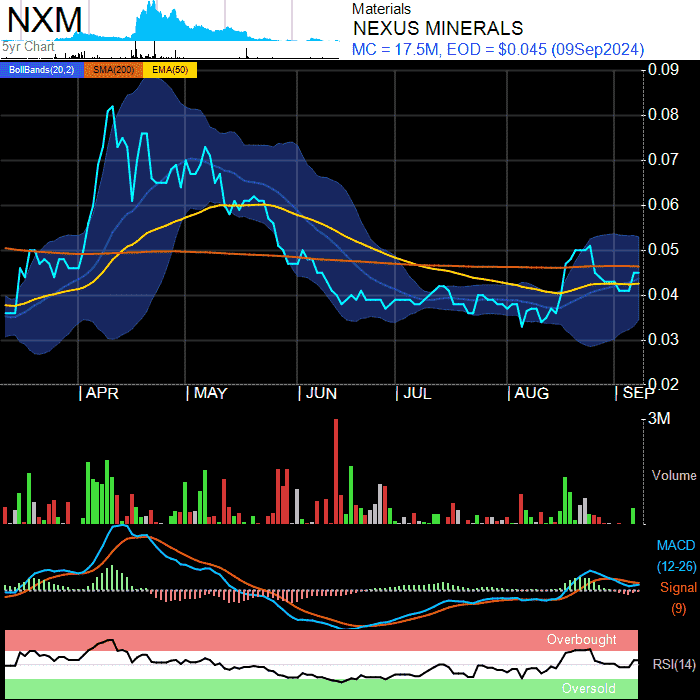 NXM
5yr Chart
Materials
NEXUS MINERALS
MC = 17.5M, EOD = $0.045 (09Sep2024)
BollBands(20,2) SMA(200) EMA(50)
0.09
0.08
0.07
0.06
0.05
0.04
0.03
0.02
APR MAY JUN JUL AUG SEP
3M
Volume
MACD
(12-26)
Signal
(9)
Overbought
RSI(14)
Oversold